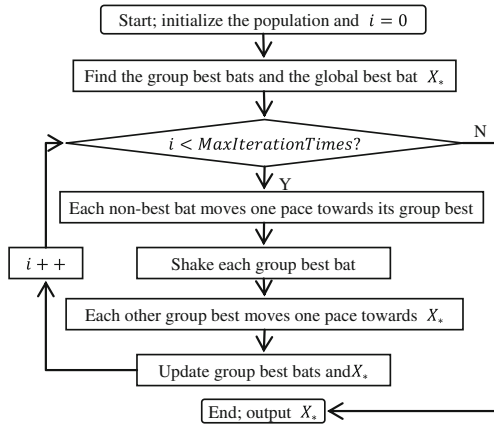 Start; initialize the population and i = 0
Find the group best bats and the global best bat X*
i < MaxIterationTimes?
N
Y
Each non-best bat moves one pace towards its group best
i + +
Shake each group best bat
Each other group best moves one pace towards X*
Update group best bats andX*
End; output X*